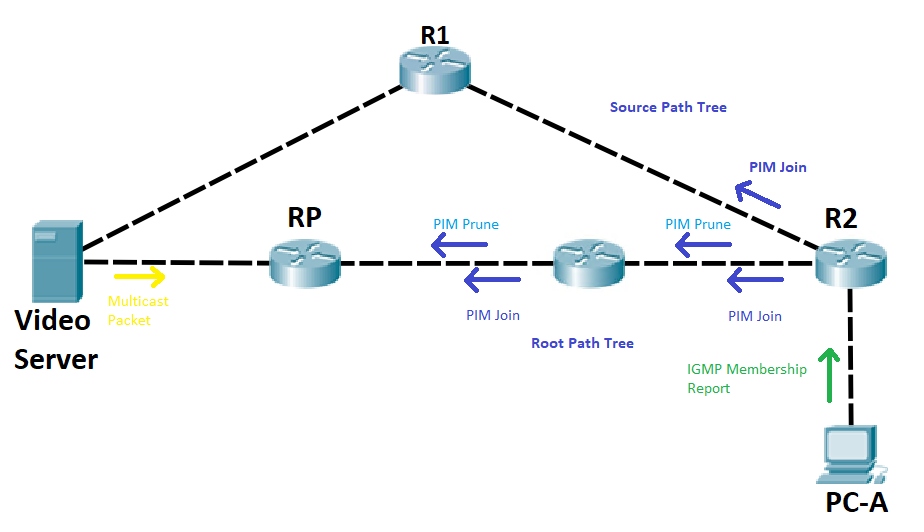 R1
Source Path Tree
PIM Join
RP
PIM Prune
PIM Prune
R2
Multicast
Packet
Video
Server
PIM Join
PIM Join
Root Path Tree
IGMP Membership
Report
PC-A